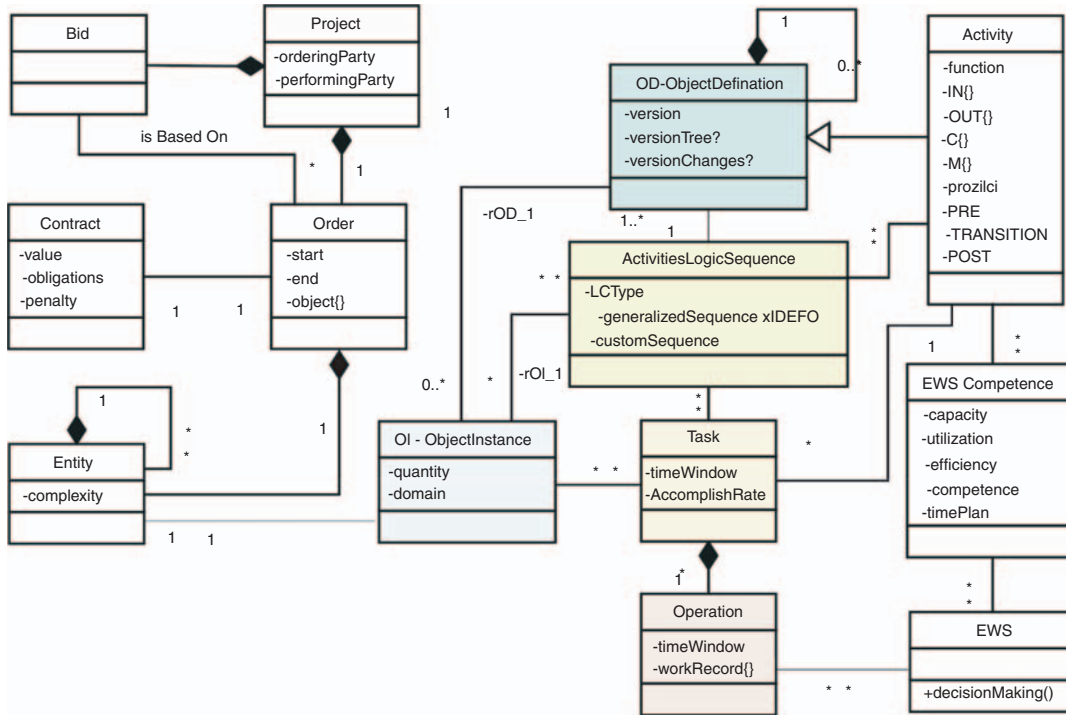 Bid
Project
-orderingParty
-performingParty
1
is Based On
*
1
Contract
-value
-obligations
-penalty
Order
-start
-end
-object{}
1
1
1
1
*
*
Entity
-complexity
1
1
OD-ObjectDefination
-version
-versionTree?
-versionChanges?
1
0..*
-rOD_1
1..*
1
ActivitiesLogicSequence
-LCType
-generalizedSequence xIDEFO
-customSequence
* *
*
*
0..*
*
-rOI_1
*
*
OI - ObjectInstance
-quantity
-domain
* *
Task
-timeWindow
-AccomplishRate
*
*
1
Operation
-timeWindow
-workRecord{}
* *
Activity
-function
-IN{}
-OUT{}
-C{}
-M{}
-prozilci
-PRE
-TRANSITION
-POST
1
*
*
EWS Competence
-capacity
-utilization
-efficiency
-competence
-timePlan
*
*
EWS
+decisionMaking()